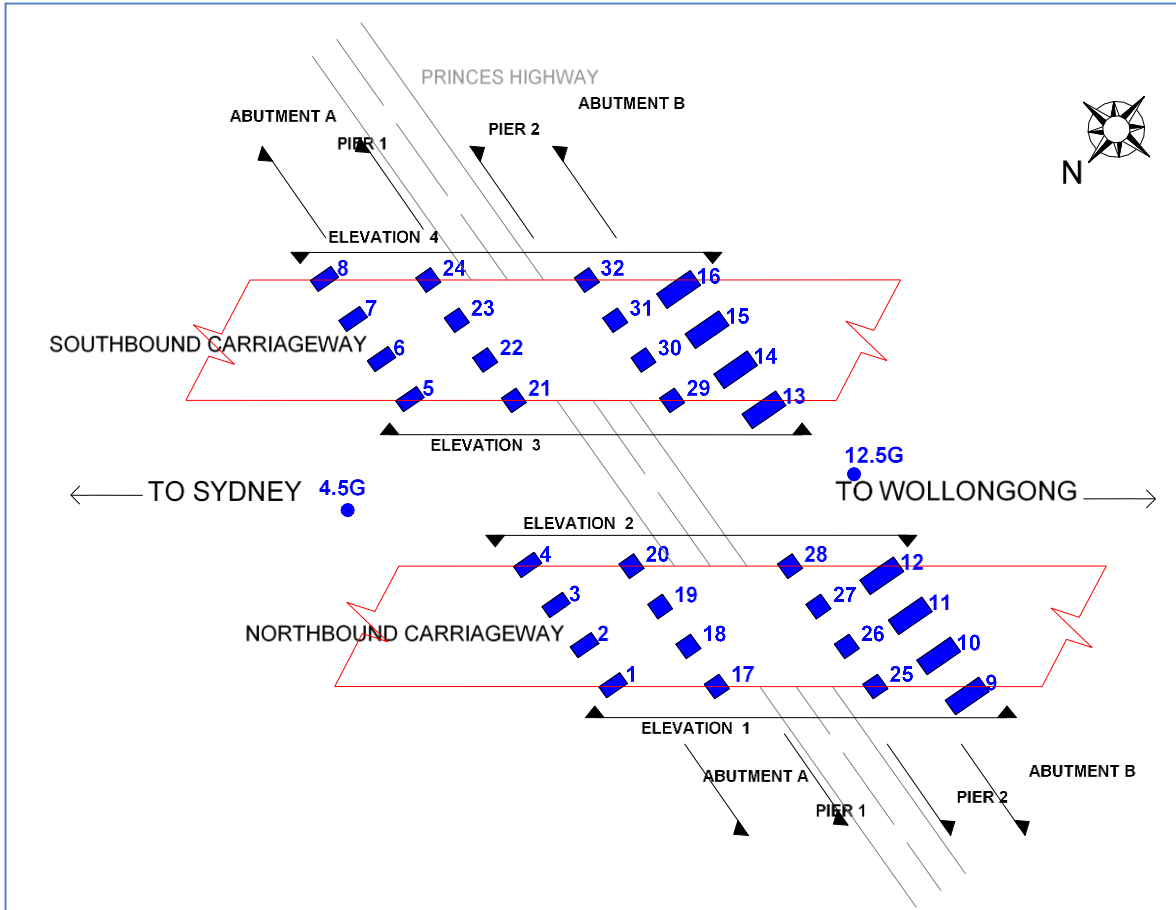 PRINCES HIGHWAY
ABUTMENT A
PIER 1
PIER 2
ABUTMENT B
N
ELEVATION 4
8
24
32
16
7
23
31
15
SOUTHBOUND CARRIAGEWAY
6
22
30
14
5
21
29
13
ELEVATION 3
12.5G
TO SYDNEY
4.5G
TO WOLLONGONG
ELEVATION 2
4
20
28
12
3
19
27
11
NORTHBOUND CARRIAGEWAY
2
18
26
10
1
17
25
9
ELEVATION 1
ABUTMENT A
PIER 1
PIER 2
ABUTMENT B